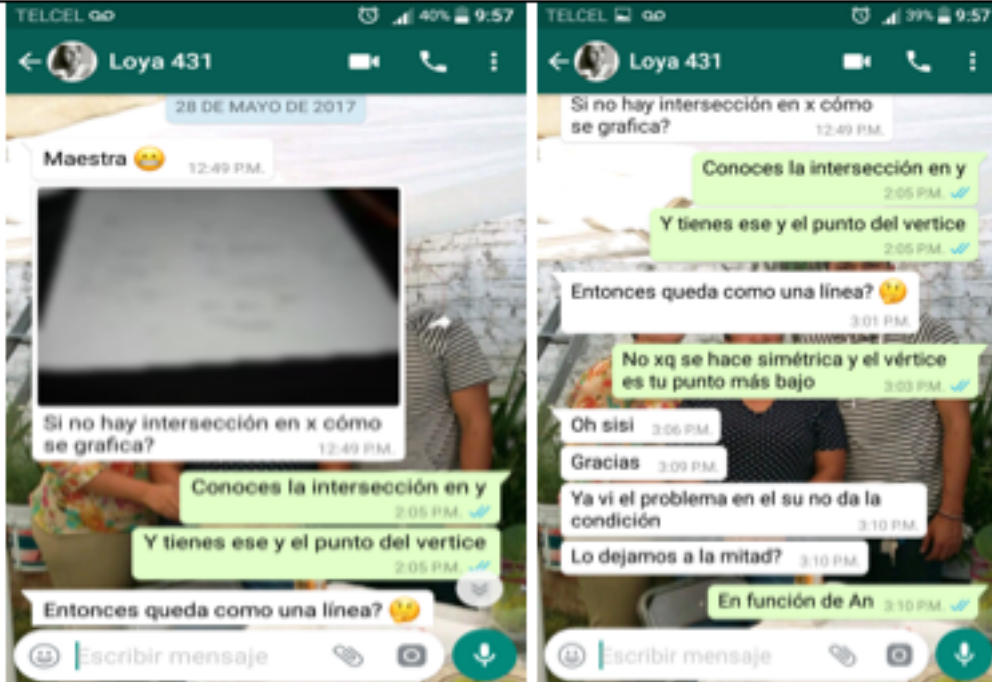 TELCEL 40% 9:57
Loya 431
28 DE MAYO DE 2017
Maestra 😬 12:49 P.M.
Si no hay intersección en x cómo
se grafica? 12:49 P.M.
Conoces la intersección en y
2:05 P.M.
Y tienes ese y el punto del vertice
2:05 P.M.
Entonces queda como una línea? 🤔
Escribir mensaje
TELCEL 39% 9:57
Loya 431
Si no hay intersección en x cómo
se grafica? 12:49 P.M.
Conoces la intersección en y
2:05 P.M.
Y tienes ese y el punto del vertice
2:05 P.M.
Entonces queda como una línea? 🤔
3:01 P.M.
No xq se hace simétrica y el vértice
es tu punto más bajo 3:03 P.M.
Oh sisi 3:06 P.M.
Gracias 3:09 P.M.
Ya vi el problema en el su no da la
condición 3:10 P.M.
Lo dejamos a la mitad? 3:10 P.M.
En función de An 3:10 P.M.
Escribir mensaje